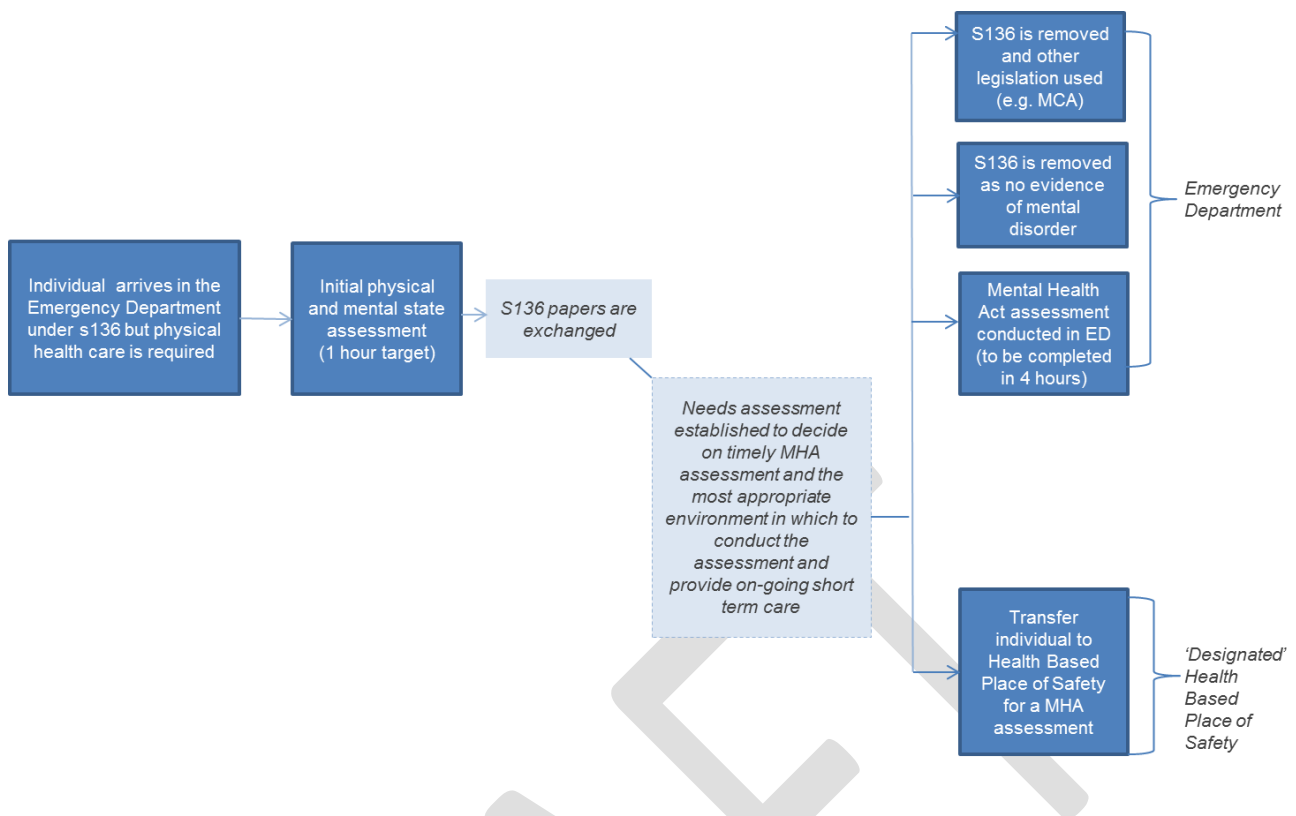 Individual arrives in the
Emergency Department
under s136 but physical
health care is required
Initial physical
and mental state
assessment
(1 hour target)
S136 papers are
exchanged
Needs assessment
established to decide
on timely MHA
assessment and the
most appropriate
environment in which to
conduct the
assessment and
provide on-going short
term care
S136 is removed
and other
legislation used
(e.g. MCA)
S136 is removed
as no evidence
of mental
disorder
Mental Health
Act assessment
conducted in ED
(to be completed
in 4 hours)
Emergency
Department
Transfer
individual to
Health Based
Place of Safety
for a MHA
assessment
‘Designated’
Health
Based
Place of
Safety